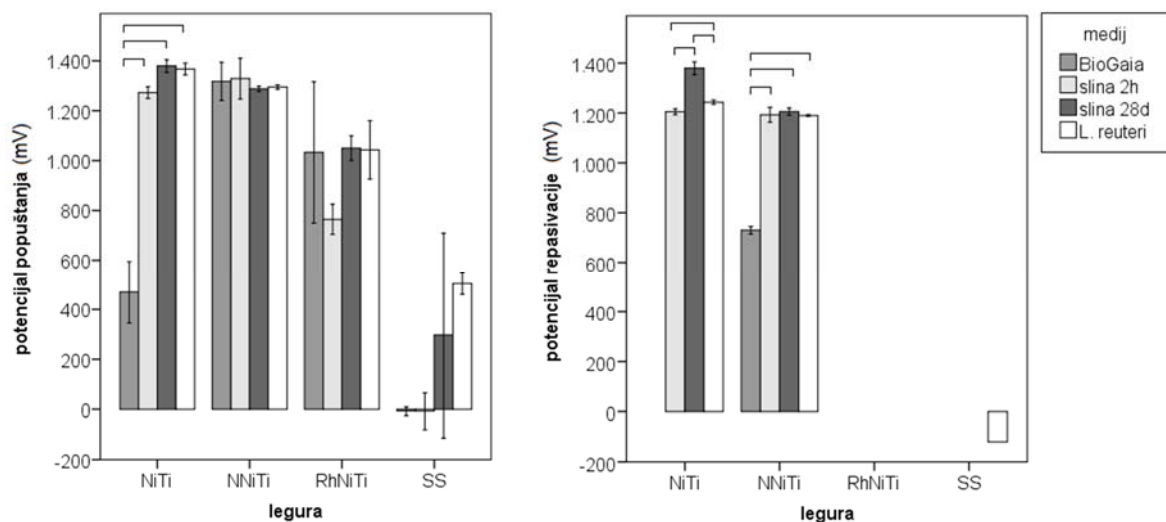 potencijal popuštanja (mV)
1.400
1.200
1.000
800
600
400
200
0
-200
NiTi NNiTi RhNiTi SS
legura
potencijal repasivacije (mV)
1.400
1.200
1.000
800
600
400
200
0
-200
NiTi NNiTi RhNiTi SS
legura
medij
BioGaia
slina 2h
slina 28d
L. reuteri